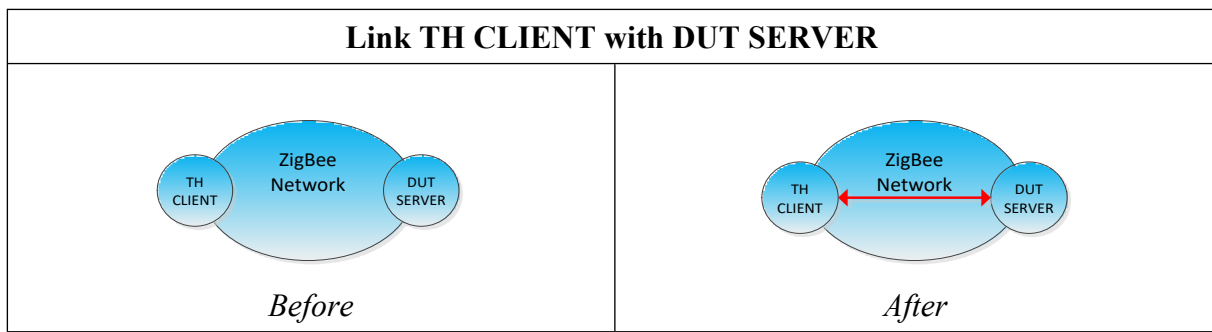 Link TH CLIENT with DUT SERVER
ZigBee
Network
TH
CLIENT
DUT
SERVER
Before
ZigBee
Network
TH
CLIENT
DUT
SERVER
After